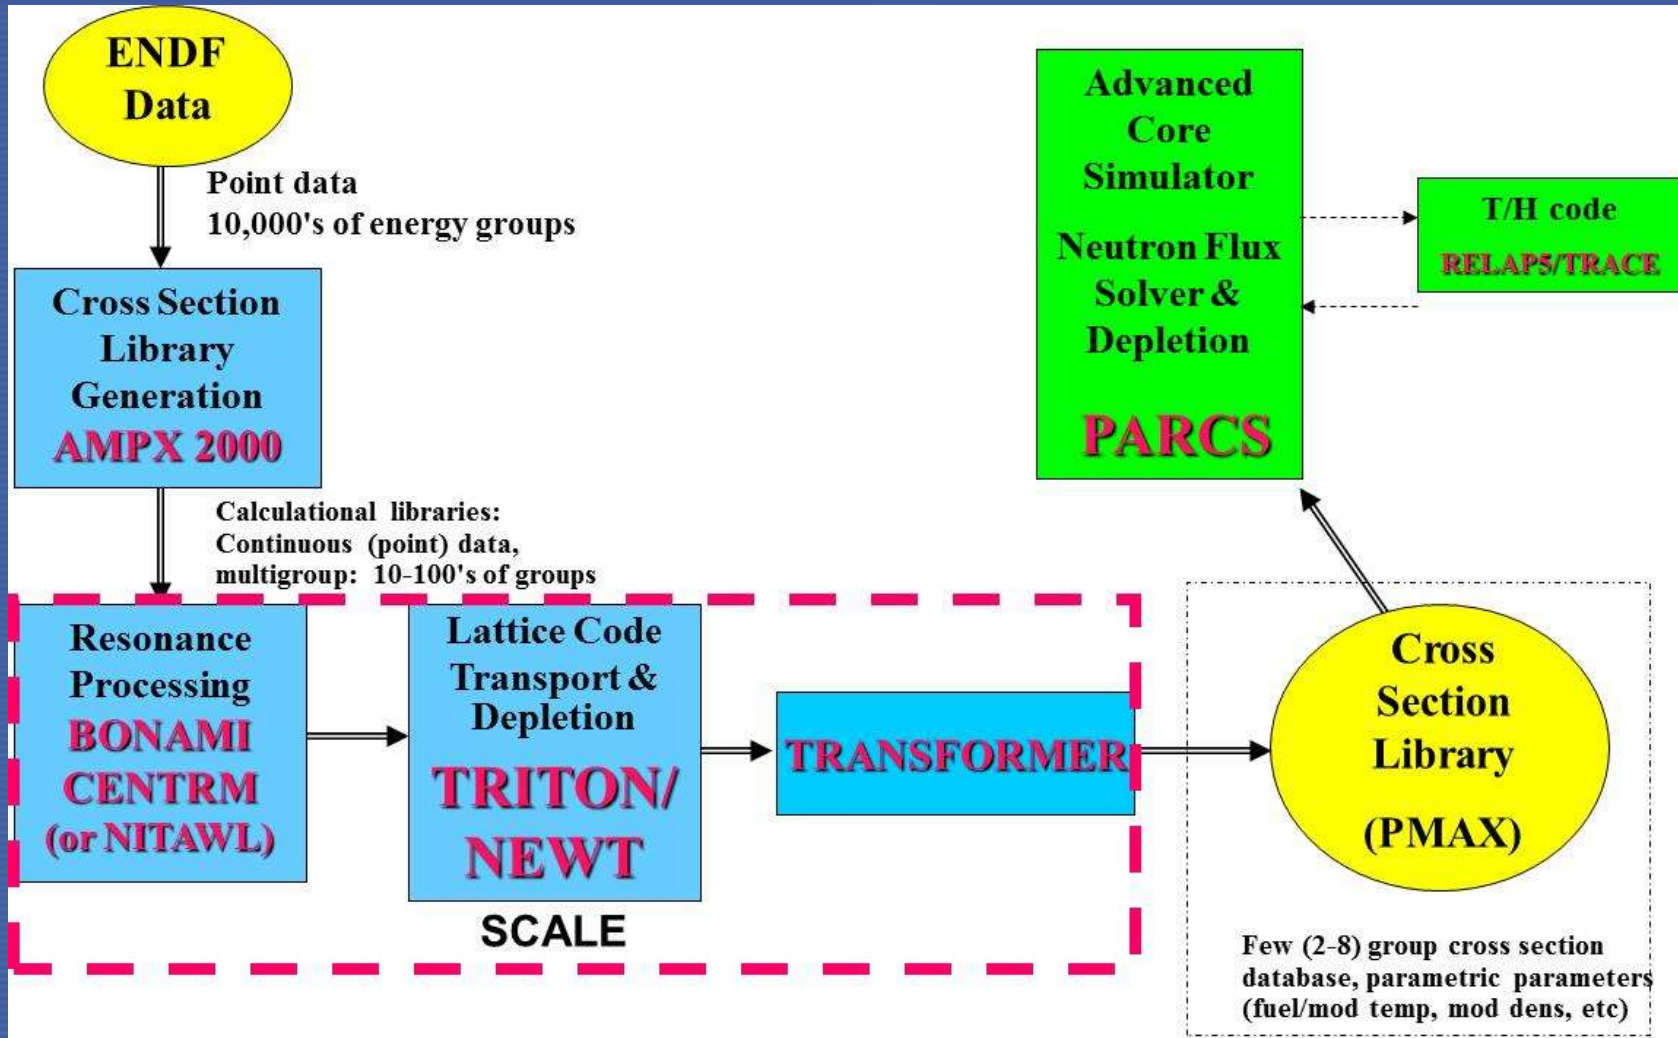 ENDF
Data
Point data
10,000's of energy groups
Cross Section
Library
Generation
AMPX 2000
Calculational libraries:
Continuous (point) data,
multigroup: 10-100's of groups
Resonance
Processing
BONAMI
CENTRM
(or NITAWL)
Lattice Code
Transport &
Depletion
TRITON/
NEWT
SCALE
TRANSFORMER
Cross
Section
Library
(PMAX)
Few (2-8) group cross section
database, parametric parameters
(fuel/mod temp, mod dens, etc)
Advanced
Core
Simulator
Neutron Flux
Solver &
Depletion
PARCS
T/H code
RELAP5/TRACE